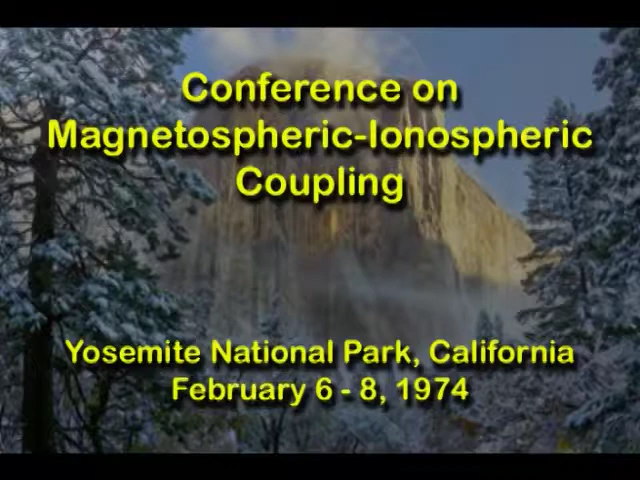 Conference on
Magnetospheric-Ionospheric
Coupling
Yosemite National Park, California
February 6 - 8, 1974